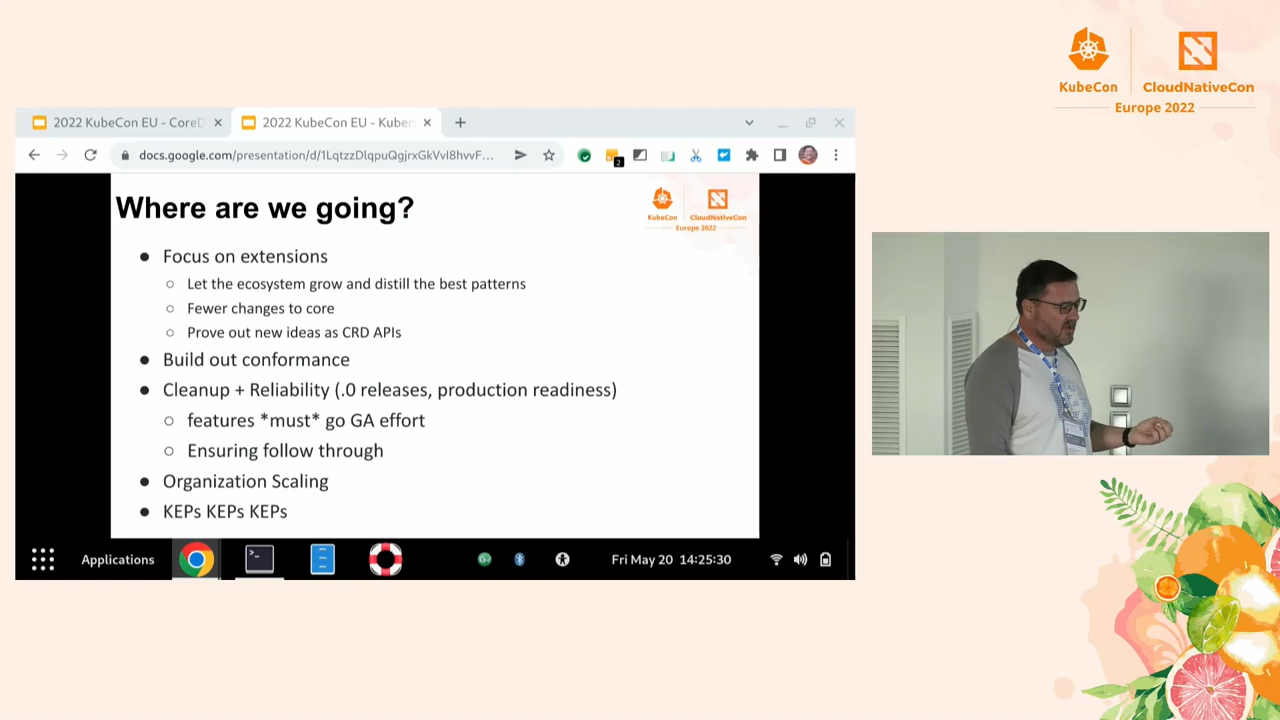 KubeCon
CloudNativeCon
Europe 2022
2022 KubeCon EU - CoreD
2022 KubeCon EU - Kuber
docs.google.com/presentation/d/1LqtzzDlqpuQgjrxGkVvI8hvvF...
2
Where are we going?
KubeCon
CloudNativeCon
Europe 2022
● Focus on extensions
○ Let the ecosystem grow and distill the best patterns
○ Fewer changes to core
○ Prove out new ideas as CRD APIs
● Build out conformance
● Cleanup + Reliability (.0 releases, production readiness)
○ features *must* go GA effort
○ Ensuring follow through
● Organization Scaling
● KEPs KEPs KEPs
Applications
Fri May 20 14:25:30